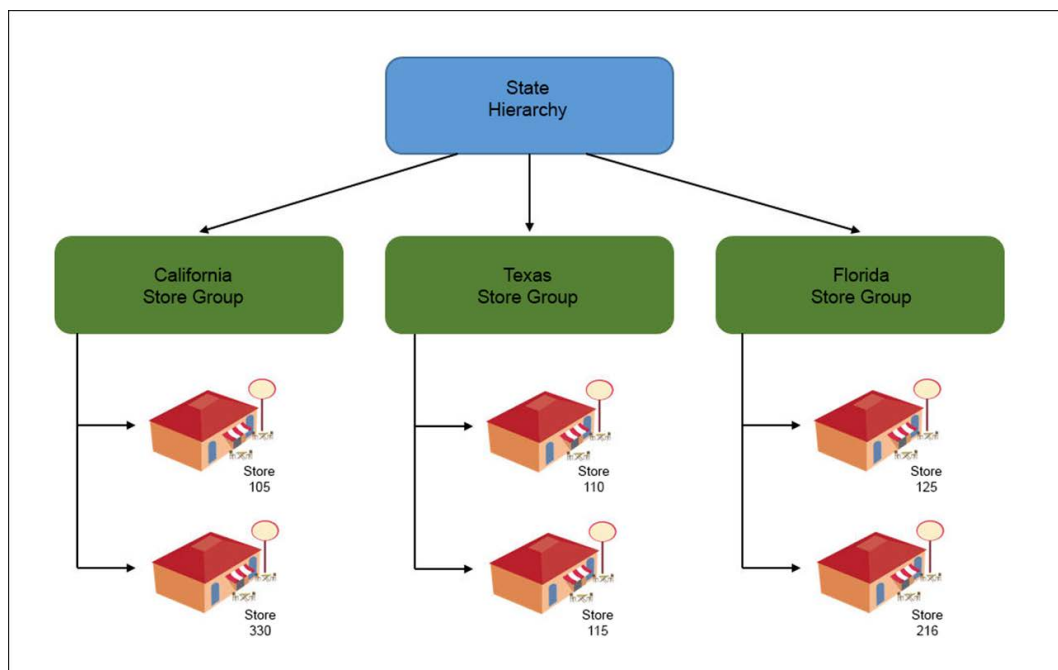 State
Hierarchy
California
Store Group
Texas
Store Group
Florida
Store Group
Store
105
Store
110
Store
125
Store
330
Store
115
Store
216